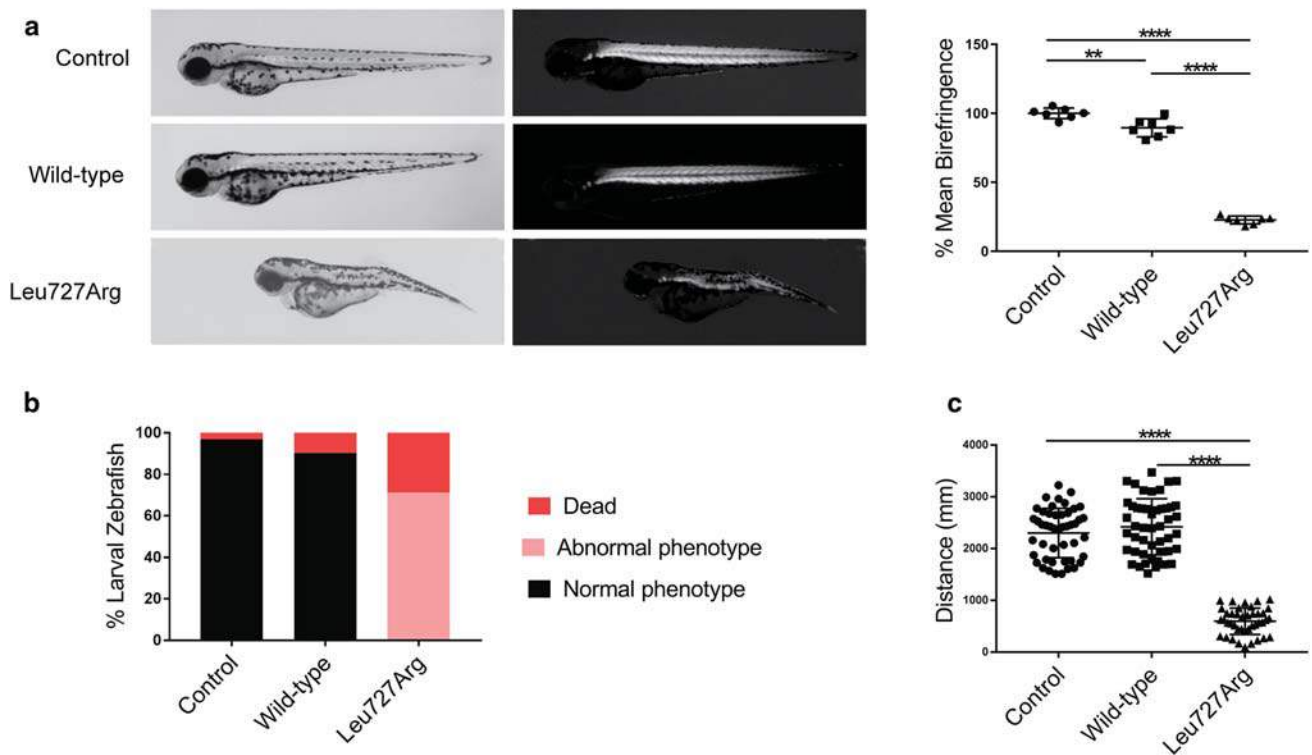 a
Control
Wild-type
Leu727Arg
% Mean Birefringence
150
100
50
0
****
**
****
Control
Wild-type
Leu727Arg
b
% Larval Zebrafish
100
80
60
40
20
0
Control
Wild-type
Leu727Arg
Dead
Abnormal phenotype
Normal phenotype
c
Distance (mm)
4000
3000
2000
1000
0
****
****
Control
Wild-type
Leu727Arg